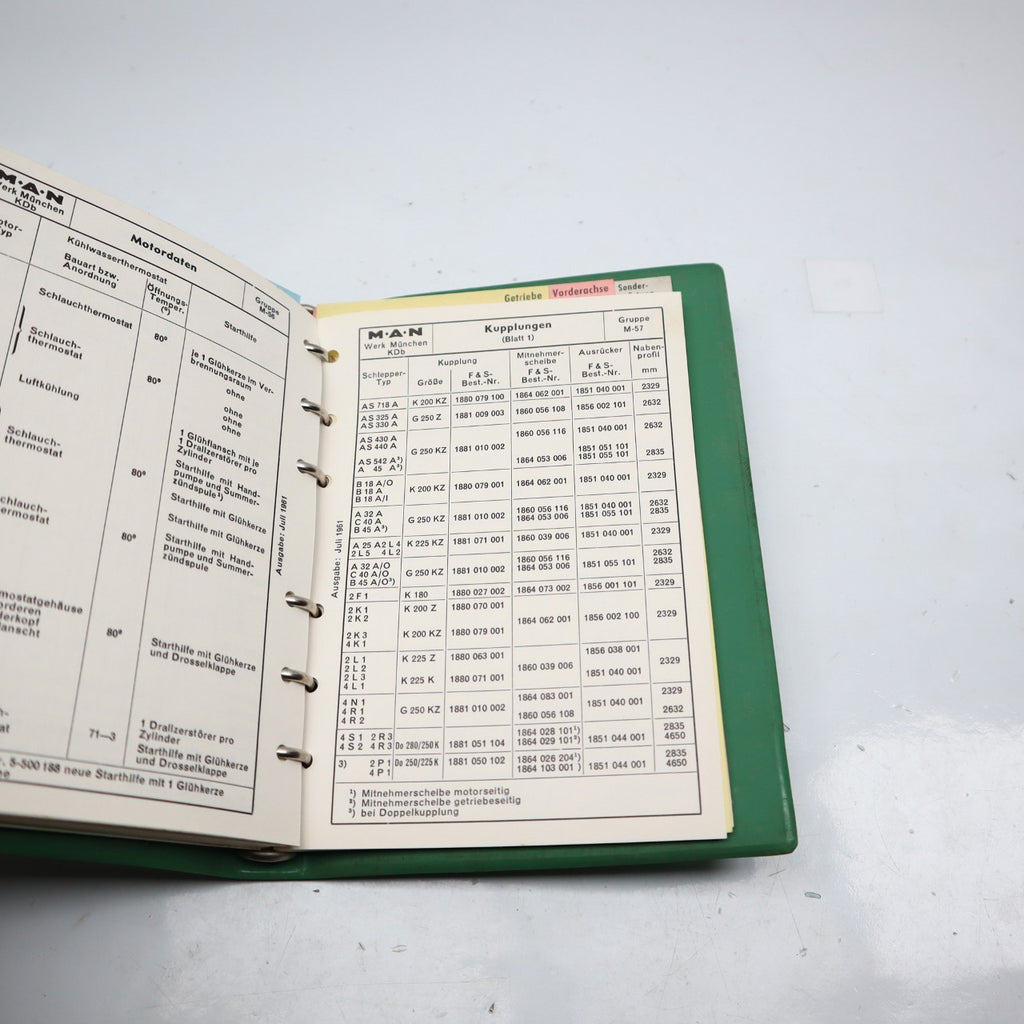 M·A·N
Werk München
KDb
Motordaten
Gruppe
M-56
Kühlwasserthermostat
Bauart bzw.
Anordnung
Öffnungs-
Temper.
(°)
Starthilfe
Schlauchthermostat
80°
je 1 Glühkerze im Ver-
brennungsraum
Schlauch-
thermostat
80°
ohne
Luftkühlung
ohne
ohne
ohne
Schlauch-
thermostat
80°
1 Glühflansch mit je
1 Drallzerstörer pro
Zylinder
Starthilfe mit Hand-
pumpe und Summer-
zündspule¹)
Starthilfe mit Glühkerze
Starthilfe mit Glühkerze
80°
Starthilfe mit Hand-
pumpe und Summer-
zündspule
80°
Starthilfe mit Glühkerze
und Drosselklappe
71—3
1 Drallzerstörer pro
Zylinder
Starthilfe mit Glühkerze
und Drosselklappe
5-500 188 neue Starthilfe mit 1 Glühkerze
Ausgabe: Juli 1961
Getriebe
Vorderachse
Sonder-
M·A·N
Werk München
KDb
Kupplungen
(Blatt 1)
Gruppe
M-57
Schlepper-
Typ
Kupplung
Größe
F & S-
Best.-Nr.
Mitnehmer-
scheibe
F & S-
Best.-Nr.
Ausrücker
F & S-
Best.-Nr.
Naben-
profil
mm
AS 718 A K 200 KZ 1880 079 100 1864 062 001 1851 040 001 2329
AS 325 A
AS 330 A G 250 Z 1881 009 003 1860 056 108 1856 002 101 2632
AS 430 A 1860 056 116 1851 040 001 2632
AS 440 A
G 250 KZ 1881 010 002
AS 542 A³) 1864 053 006 1851 051 101 2835
A 45 A³) 1851 055 101
B 18 A/O
B 18 A K 200 KZ 1880 079 001 1864 062 001 1851 040 001 2329
B 18 A/I
A 32 A 1860 056 116 1851 040 001 2632
C 40 A G 250 KZ 1881 010 002 1864 053 006 1851 055 101 2835
B 45 A³)
A 25 A 2 L 4 K 225 KZ 1881 071 001 1860 039 006 1851 040 001 2329
2 L 5 4 L 2
A 32 A/O 1860 056 116 2632
C 40 A/O G 250 KZ 1881 010 002 1864 053 006 1851 055 101 2835
B 45 A/O³)
2 F 1 K 180 1880 027 002 1864 073 002 1856 001 101 2329
2 K 1 K 200 Z 1880 070 001
2 K 2
1864 062 001 1856 002 100 2329
2 K 3 K 200 KZ 1880 079 001
4 K 1
2 L 1 K 225 Z 1880 063 001 1856 038 001
2 L 2 1860 039 006 2329
2 L 3 K 225 K 1880 071 001 1851 040 001
4 L 1
4 N 1 1864 083 001 2329
4 R 1 G 250 KZ 1881 010 002 1851 040 001
4 R 2 1860 056 108 2632
4 S 1 2 R 3 1864 028 101¹) 2835
4 S 2 4 R 3 Do 280/250 K 1881 051 104 1864 029 101²) 1851 044 001 4650
3) 2 P 1 Do 250/225 K 1881 050 102 1864 026 204¹) 1851 044 001 2835
4 P 1 1864 103 001 ) 4650
¹) Mitnehmerscheibe motorseitig
²) Mitnehmerscheibe getriebeseitig
³) bei Doppelkupplung
Ausgabe: Juli 1961